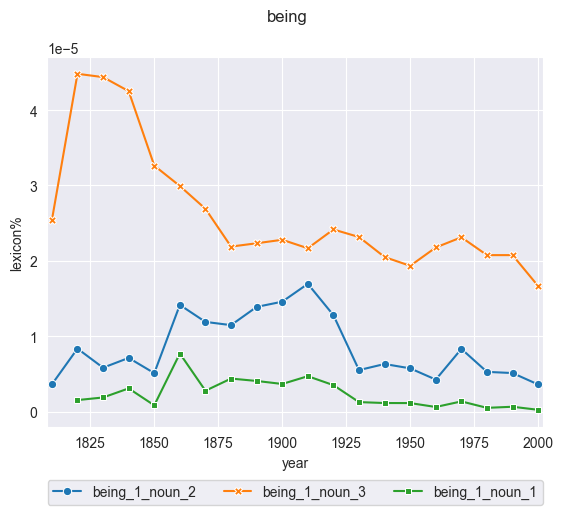 being
1e−5
4
3
2
1
0
lexicon%
1825 1850 1875 1900 1925 1950 1975 2000
year
being_1_noun_2 being_1_noun_3 being_1_noun_1